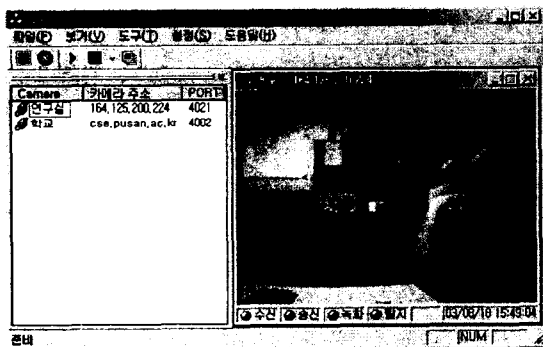 파일(F) 보기(V) 도구(T) 설정(S) 도움말(H)
Camera 카메라 주소 PORT
연구실 164,125,200,224 4021
학교 cse,pusan,ac,kr 4002
수신 송신 녹화 03/06/18 15:49:04
준비 NUM